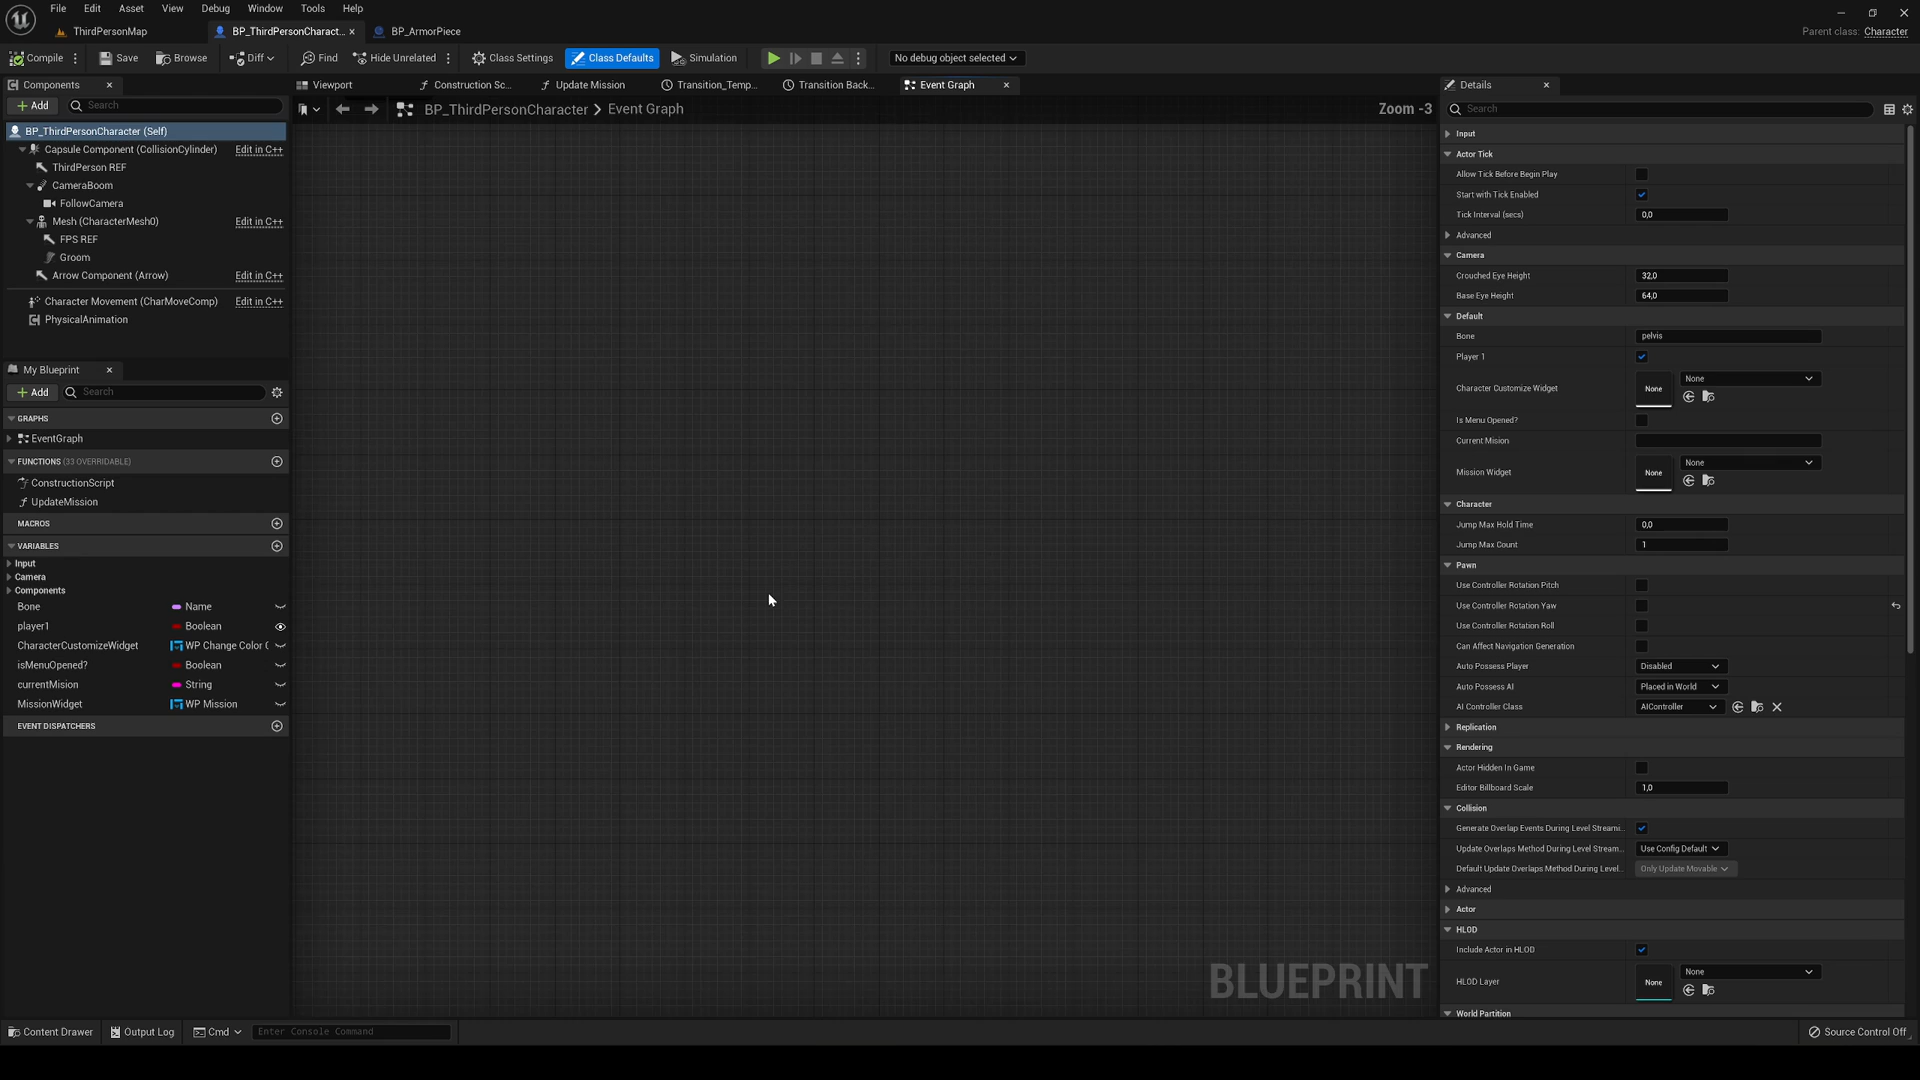 File Edit Asset View Debug Window Tools Help
ThirdPersonMap BP_ThirdPersonCharact... BP_ArmorPiece Parent class: Character
Compile Save Browse Diff Find Hide Unrelated Class Settings Class Defaults Simulation No debug object selected
Components Viewport Construction Sc... Update Mission Transition_Temp... Transition Back... Event Graph Details
Add Search BP_ThirdPersonCharacter > Event Graph Zoom -3 Search
BP_ThirdPersonCharacter (Self)
Capsule Component (CollisionCylinder) Edit in C++
ThirdPerson REF
CameraBoom
FollowCamera
Mesh (CharacterMesh0) Edit in C++
FPS REF
Groom
Arrow Component (Arrow) Edit in C++
Character Movement (CharMoveComp) Edit in C++
PhysicalAnimation
My Blueprint
Add Search
GRAPHS
EventGraph
FUNCTIONS (33 OVERRIDABLE)
ConstructionScript
UpdateMission
MACROS
VARIABLES
Input
Camera
Components
Bone Name
player1 Boolean
CharacterCustomizeWidget WP Change Color (
isMenuOpened? Boolean
currentMision String
MissionWidget WP Mission
EVENT DISPATCHERS
BLUEPRINT
Input
Actor Tick
Allow Tick Before Begin Play
Start with Tick Enabled
Tick Interval (secs) 0,0
Advanced
Camera
Crouched Eye Height 32,0
Base Eye Height 64,0
Default
Bone pelvis
Player 1
Character Customize Widget None None
Is Menu Opened?
Current Mision
Mission Widget None None
Character
Jump Max Hold Time 0,0
Jump Max Count 1
Pawn
Use Controller Rotation Pitch
Use Controller Rotation Yaw
Use Controller Rotation Roll
Can Affect Navigation Generation
Auto Possess Player Disabled
Auto Possess AI Placed in World
AI Controller Class AIController
Replication
Rendering
Actor Hidden In Game
Editor Billboard Scale 1,0
Collision
Generate Overlap Events During Level Streami...
Update Overlaps Method During Level Stream... Use Config Default
Default Update Overlaps Method During Level... Only Update Movable
Advanced
Actor
HLOD
Include Actor in HLOD
HLOD Layer None None
World Partition
Content Drawer Output Log Cmd Enter Console Command Source Control Off